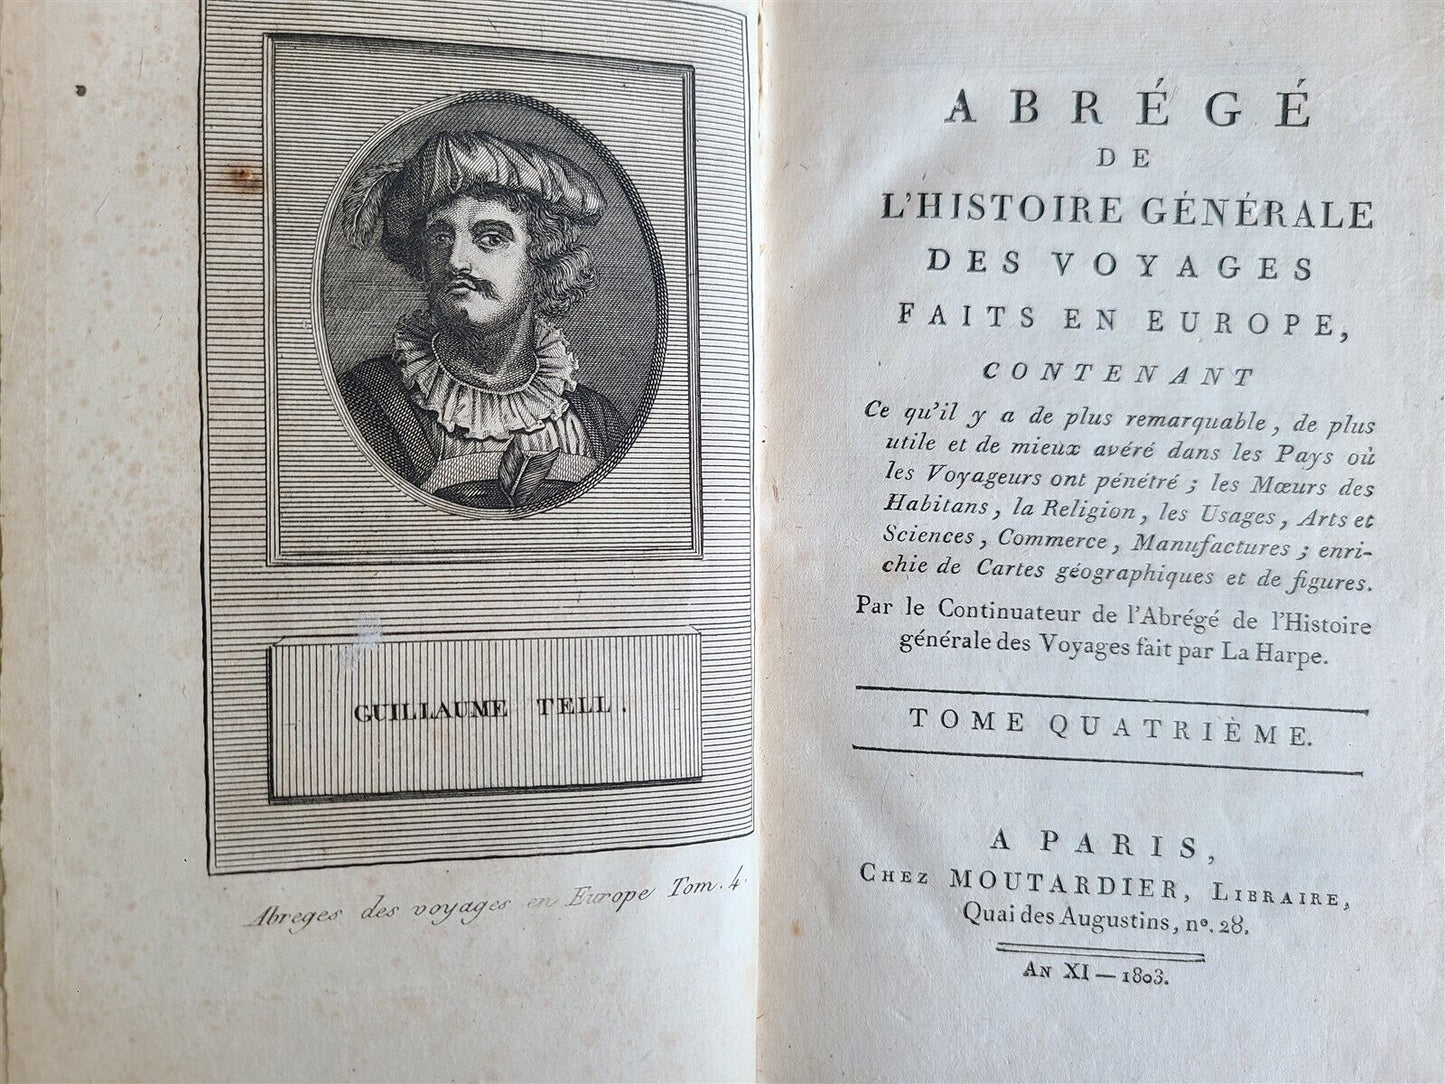 GUILLAUME TELL.
Abreges des voyages en Europe Tom. 4.
ABRÉGÉ
DE
L'HISTOIRE GÉNÉRALE
DES VOYAGES
FAITS EN EUROPE,
CONTENANT
Ce qu'il y a de plus remarquable, de plus
utile et de mieux avéré dans les Pays où
les Voyageurs ont pénétré ; les Mœurs des
Habitans, la Religion, les Usages, Arts et
Sciences, Commerce, Manufactures ; enri-
chie de Cartes géographiques et de figures.
Par le Continuateur de l'Abrégé de l'Histoire
générale des Voyages fait par La Harpe.
TOME QUATRIÈME.
A PARIS,
CHEZ MOUTARDIER, LIBRAIRE,
Quai des Augustins, nº. 28.
AN XI — 1803.